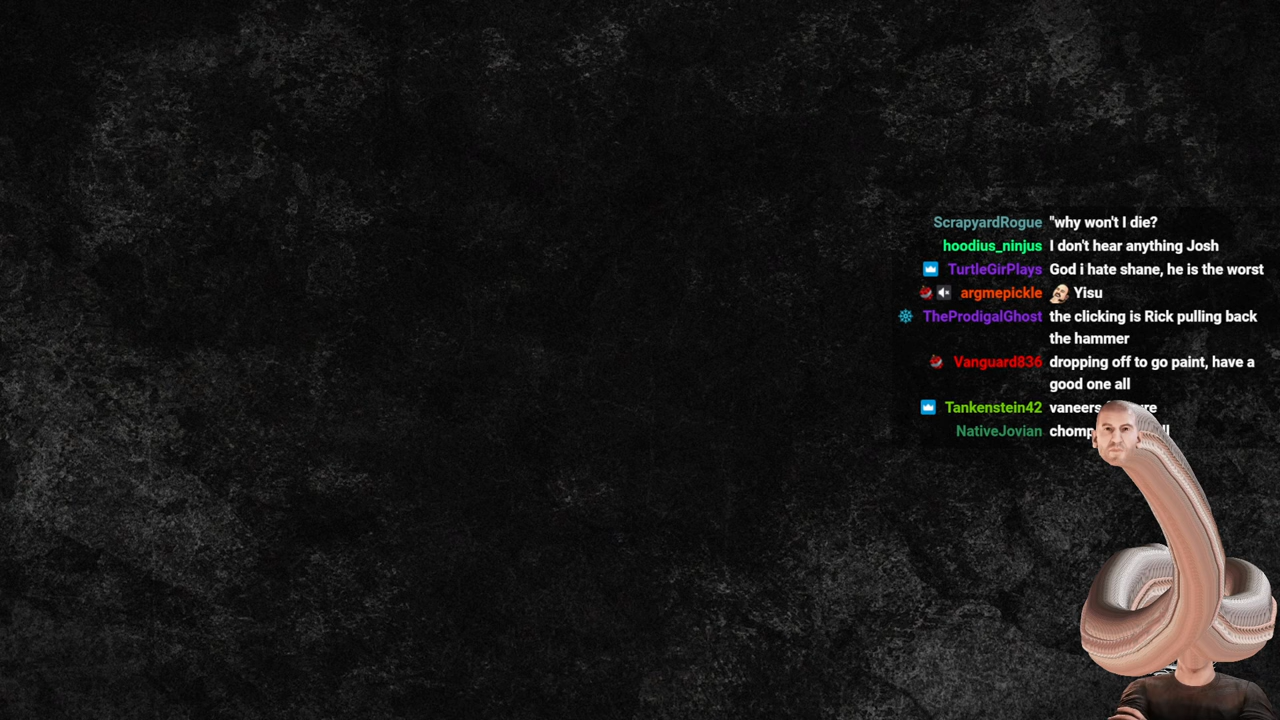 ScrapyardRogue "why won't I die?
hoodius_ninjus I don't hear anything Josh
TurtleGirPlays God i hate shane, he is the worst
argmepickle Yisu
TheProdigalGhost the clicking is Rick pulling back
the hammer
Vanguard836 dropping off to go paint, have a
good one all
Tankenstein42 vaneers
NativeJovian chomp